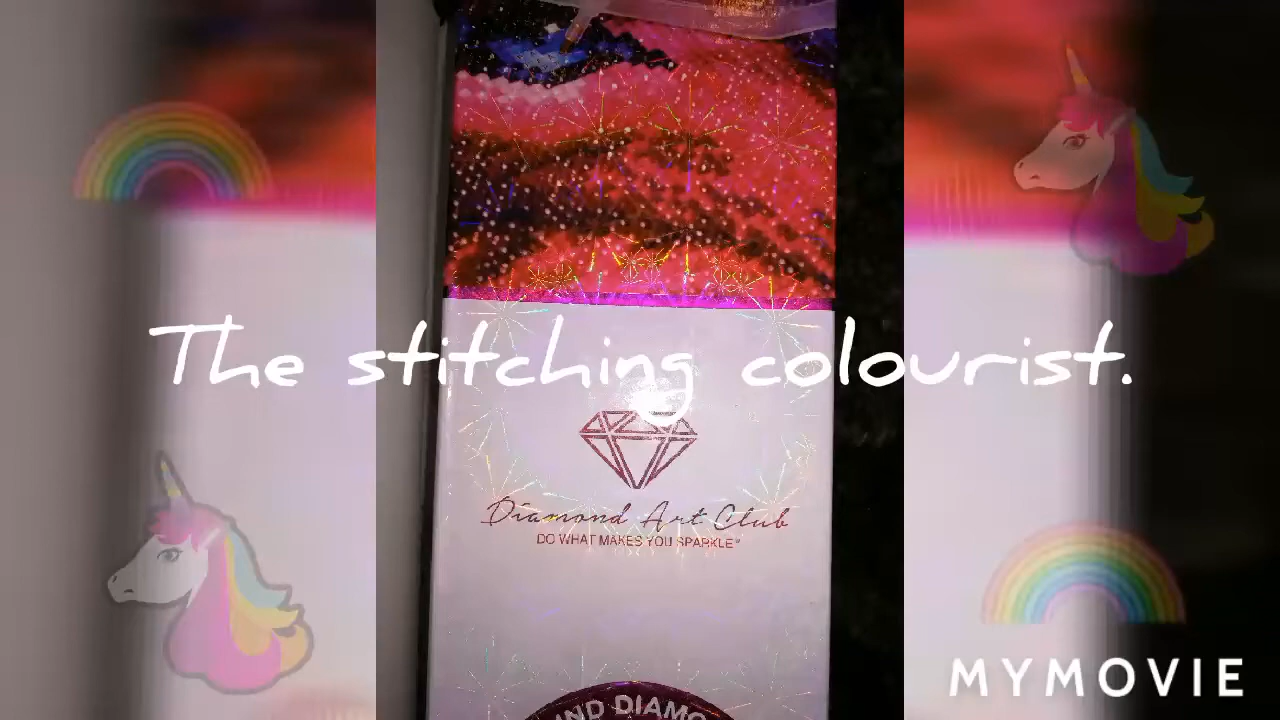 The stitching colourist.
Diamond Art Club
DO WHAT MAKES YOU SPARKLE®
MYMOVIE